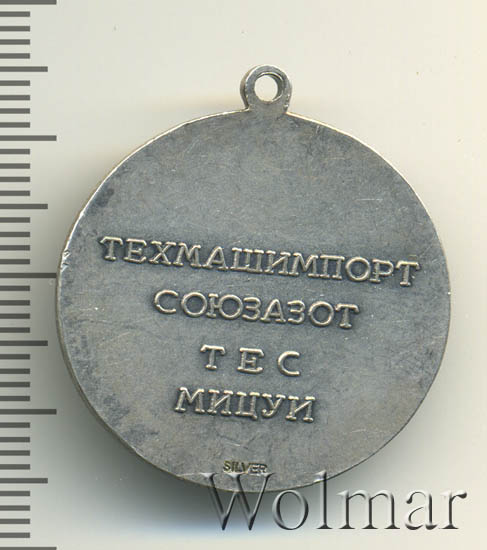 ТЕХМАШИМПОРТ
СОЮЗАЗОТ
ТЕС
МИЦУИ
SILVER
Wolmar